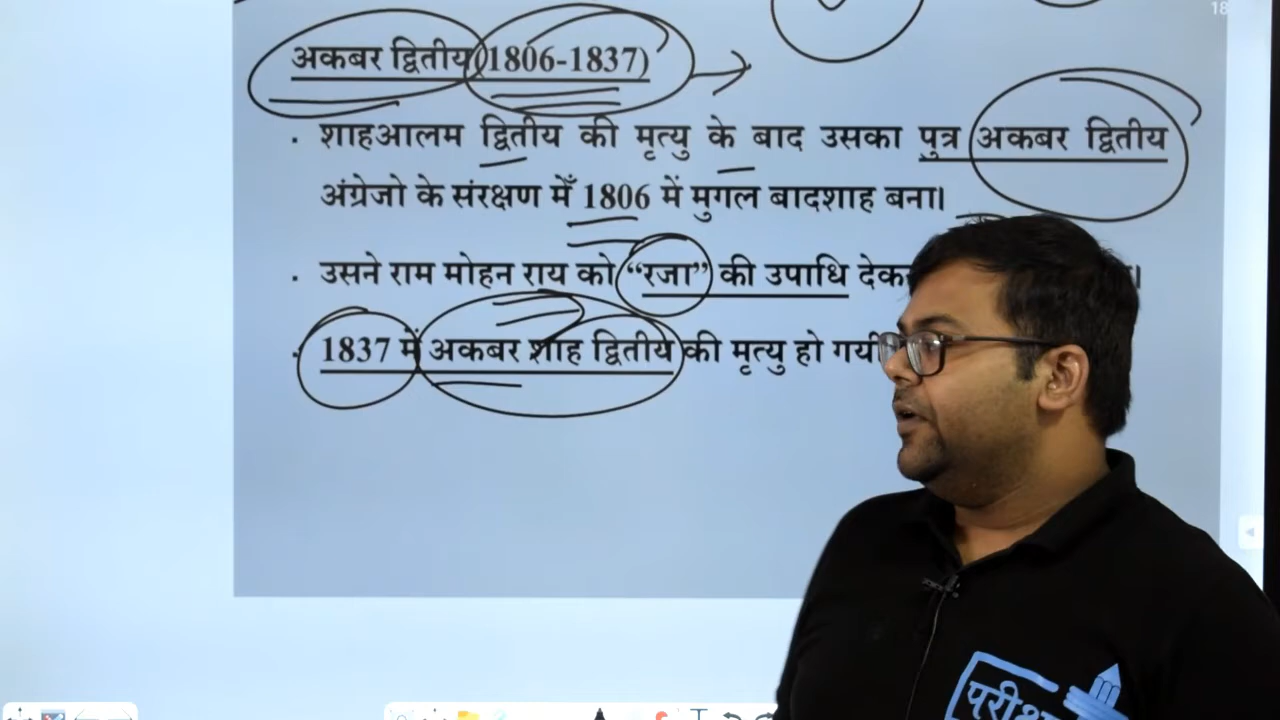 18
अकबर द्वितीय(1806-1837)
. शाहआलम द्वितीय की मृत्यु के बाद उसका पुत्र अकबर द्वितीय
अंग्रेजो के संरक्षण मेँ 1806 में मुगल बादशाह बना।
. उसने राम मोहन राय को “रजा” की उपाधि
. 1837 में अकबर शाह द्वितीय की मृत्यु हो गयी